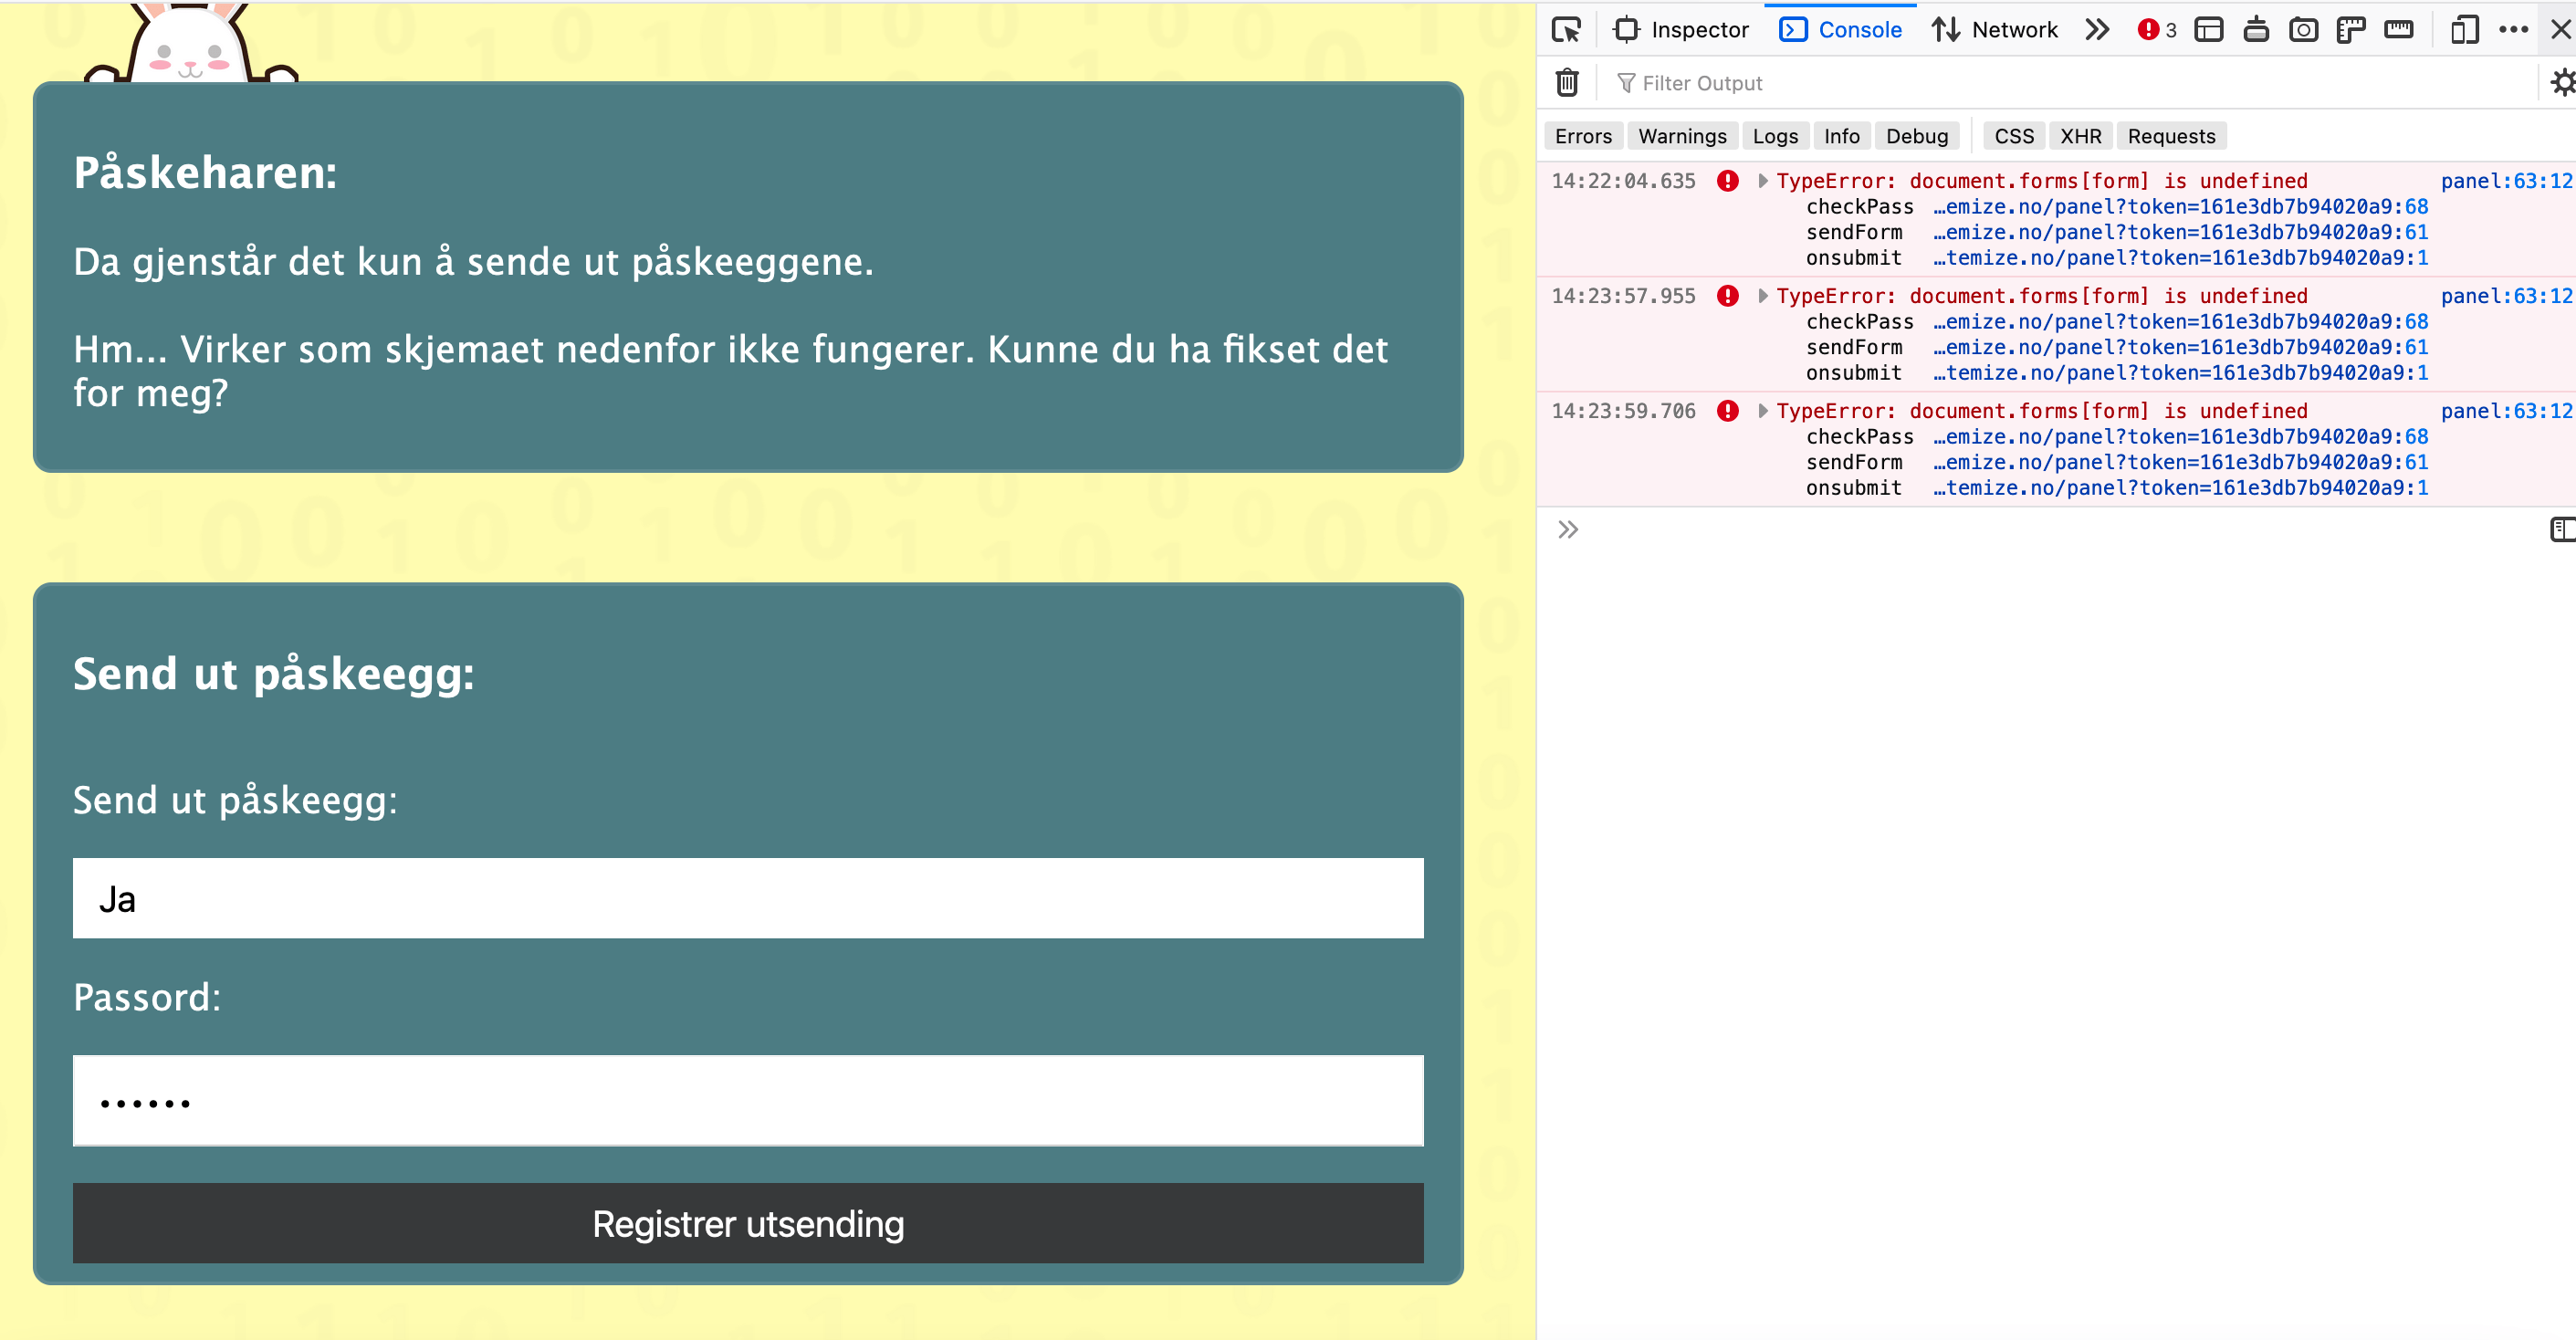 Påskeharen:
Da gjenstår det kun å sende ut påskeeggene.
Hm... Virker som skjemaet nedenfor ikke fungerer. Kunne du ha fikset det
for meg?
Send ut påskeegg:
Send ut påskeegg:
Ja
Passord:
••••••
Registrer utsending
Inspector Console Network 3
Filter Output
Errors Warnings Logs Info Debug CSS XHR Requests
14:22:04.635 TypeError: document.forms[form] is undefined panel:63:12
checkPass …emize.no/panel?token=161e3db7b94020a9:68
sendForm …emize.no/panel?token=161e3db7b94020a9:61
onsubmit …temize.no/panel?token=161e3db7b94020a9:1
14:23:57.955 TypeError: document.forms[form] is undefined panel:63:12
checkPass …emize.no/panel?token=161e3db7b94020a9:68
sendForm …emize.no/panel?token=161e3db7b94020a9:61
onsubmit …temize.no/panel?token=161e3db7b94020a9:1
14:23:59.706 TypeError: document.forms[form] is undefined panel:63:12
checkPass …emize.no/panel?token=161e3db7b94020a9:68
sendForm …emize.no/panel?token=161e3db7b94020a9:61
onsubmit …temize.no/panel?token=161e3db7b94020a9:1